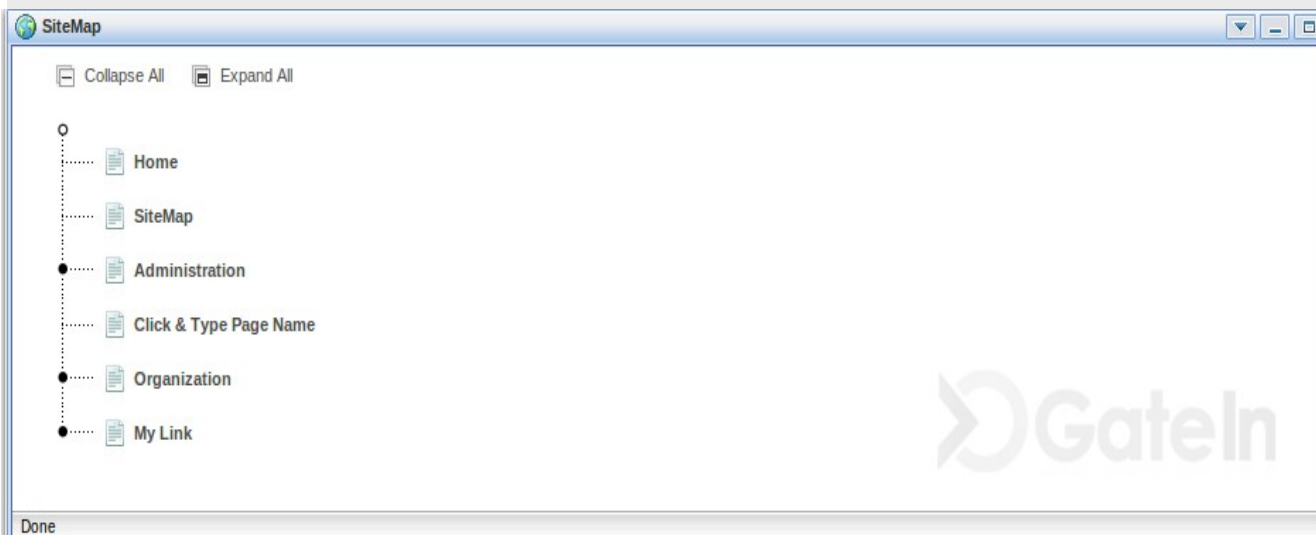 SiteMap
Collapse All Expand All
Home
SiteMap
Administration
Click & Type Page Name
Organization
My Link
GateIn
Done